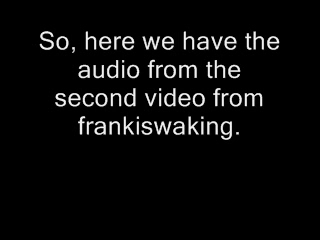 So, here we have the
audio from the
second video from
frankiswaking.